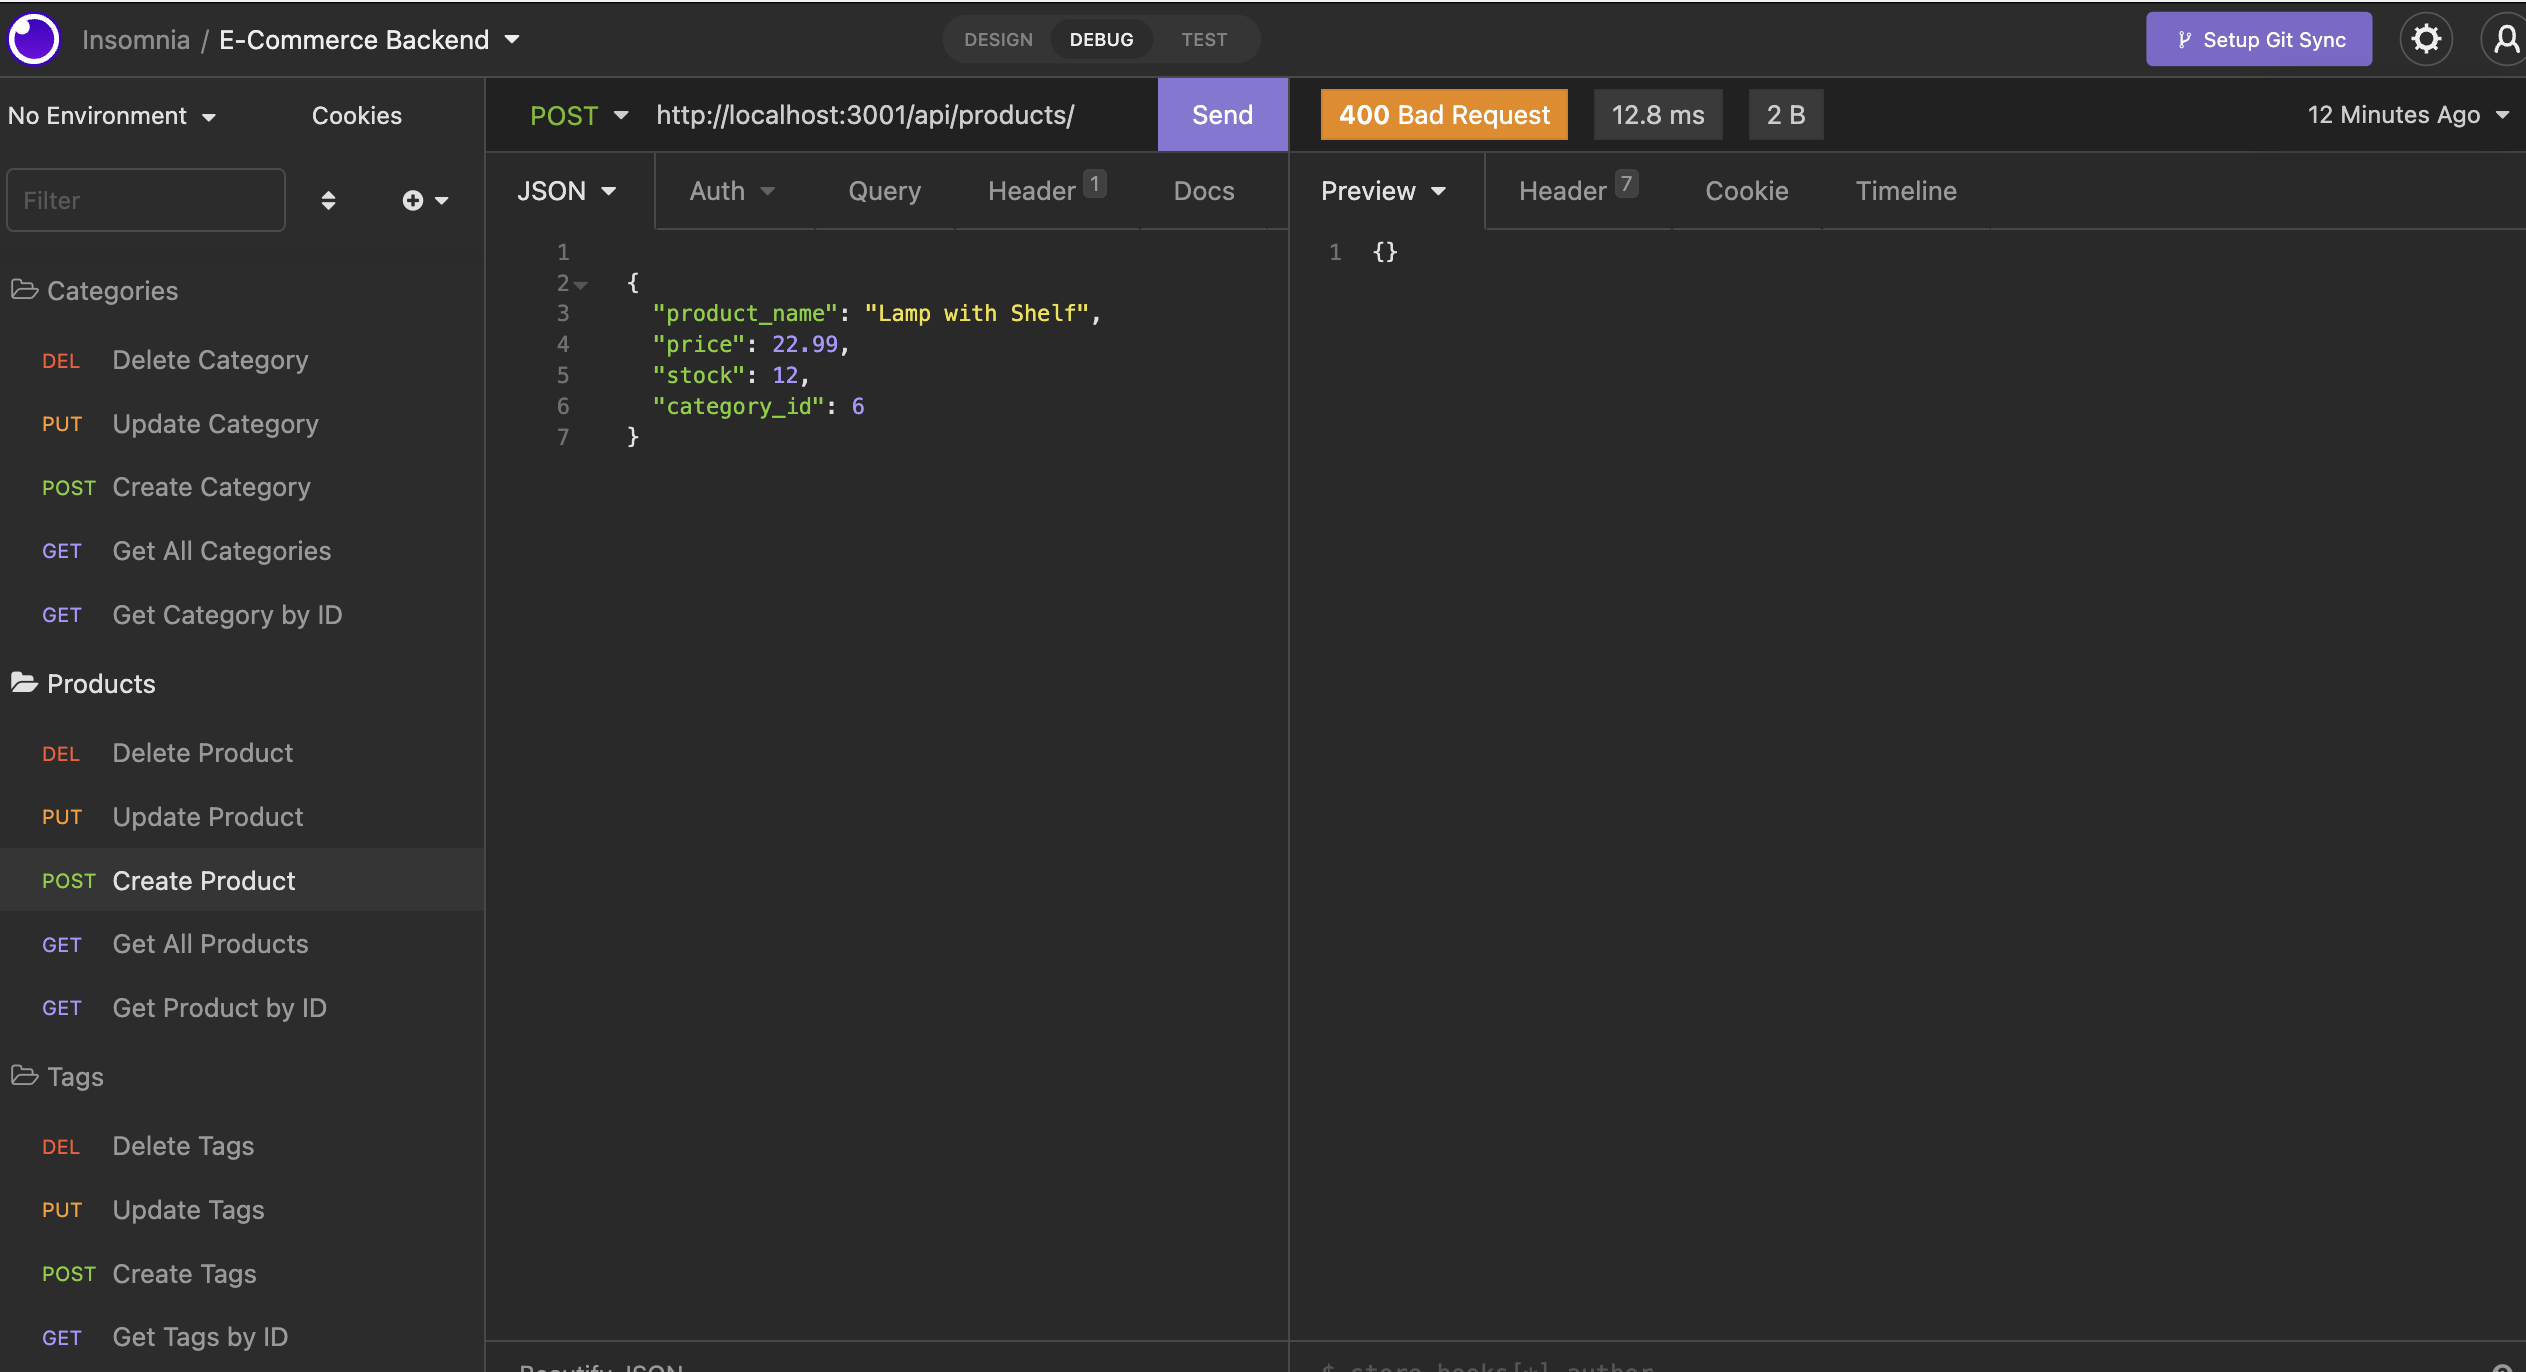 Insomnia / E-Commerce Backend
DESIGN DEBUG TEST
Setup Git Sync
No Environment Cookies
POST http://localhost:3001/api/products/ Send
400 Bad Request 12.8 ms 2 B 12 Minutes Ago
Filter
JSON Auth Query Header 1 Docs
Preview Header 7 Cookie Timeline
Categories
DEL Delete Category
PUT Update Category
POST Create Category
GET Get All Categories
GET Get Category by ID
Products
DEL Delete Product
PUT Update Product
POST Create Product
GET Get All Products
GET Get Product by ID
Tags
DEL Delete Tags
PUT Update Tags
POST Create Tags
GET Get Tags by ID
1
2 {
3 "product_name": "Lamp with Shelf",
4 "price": 22.99,
5 "stock": 12,
6 "category_id": 6
7 }
Beautify JSON
1 {}
$.store.books[*].author